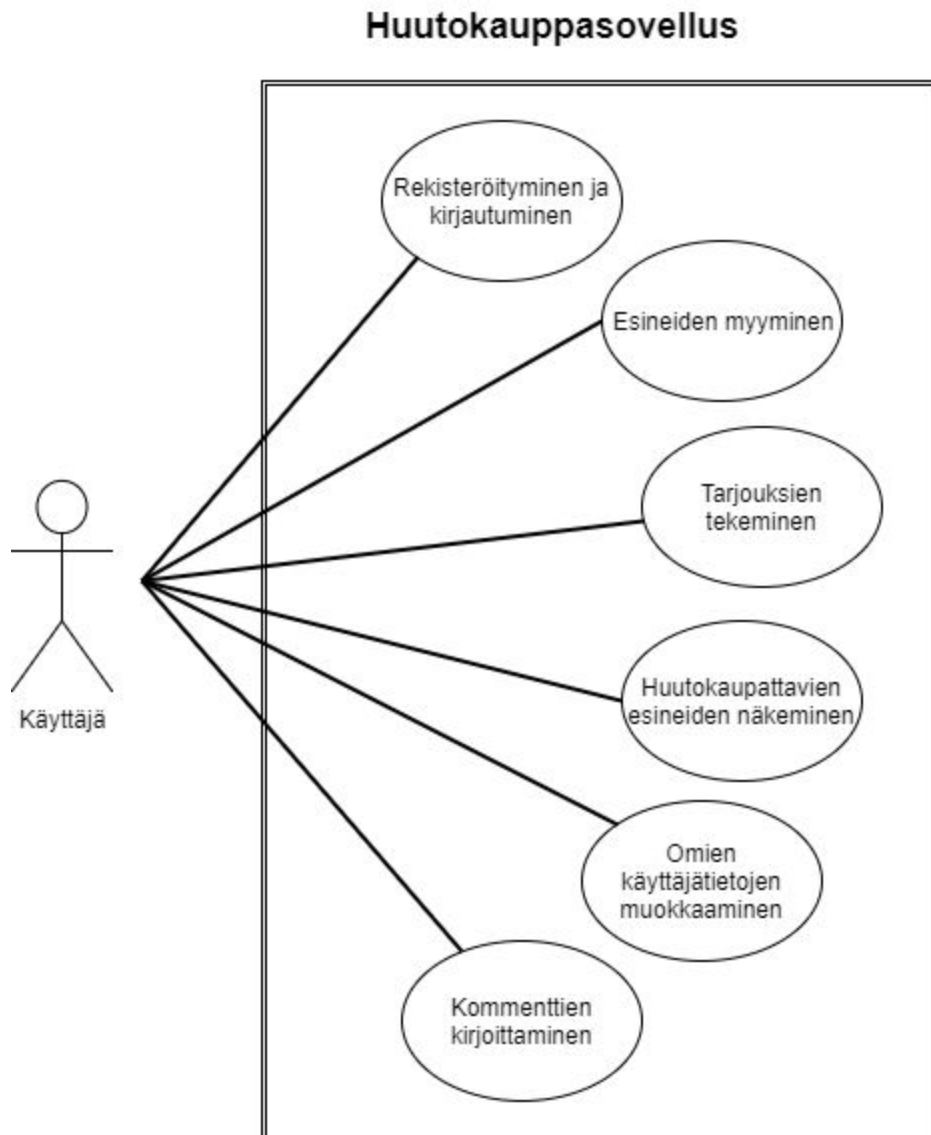 Huutokauppasovellus
Rekisteröityminen ja
kirjautuminen
Esineiden myyminen
Tarjouksien
tekeminen
Huutokaupattavien
esineiden näkeminen
Käyttäjä
Omien
käyttäjätietojen
muokkaaminen
Kommenttien
kirjoittaminen